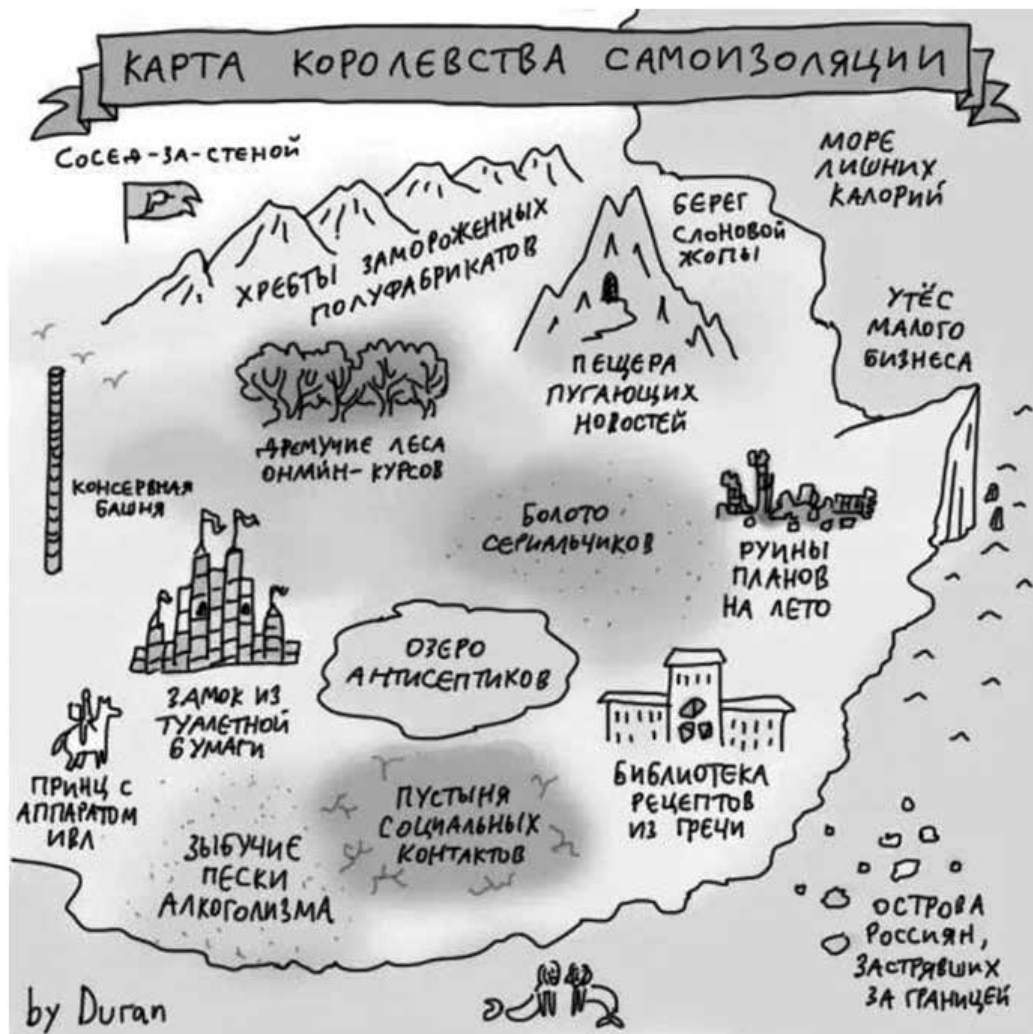 КАРТА КОРОЛЕВСТВА САМОИЗОЛЯЦИИ
СОСЕД-ЗА-СТЕНОЙ
ХРЕБТЫ ЗАМОРОЖЕННЫХ
ПОЛУФАБРИКАТОВ
БЕРЕГ
СЛОНОВОЙ
ЖОПЫ
МОРЕ
ЛИШНИХ
КАЛОРИЙ
УТЁС
МАЛОГО
БИЗНЕСА
ПЕЩЕРА
ПУГАЮЩИХ
НОВОСТЕЙ
ДРЕМУЧИЕ ЛЕСА
ОНЛАЙН-КУРСОВ
КОНСЕРВНАЯ
БАШНЯ
БОЛОТО
СЕРИАЛЬЧИКОВ
РУИНЫ
ПЛАНОВ
НА ЛЕТО
ОЗЕРО
АНТИСЕПТИКОВ
ЗАМОК ИЗ
ТУАЛЕТНОЙ
БУМАГИ
ПРИНЦ С
АППАРАТОМ
ИВЛ
БИБЛИОТЕКА
РЕЦЕПТОВ
ИЗ ГРЕЧИ
ПУСТЫНЯ
СОЦИАЛЬНЫХ
КОНТАКТОВ
ЗЫБУЧИЕ
ПЕСКИ
АЛКОГОЛИЗМА
ОСТРОВА
РОССИЯН,
ЗАСТРЯВШИХ
ЗА ГРАНИЦЕЙ
by Duran